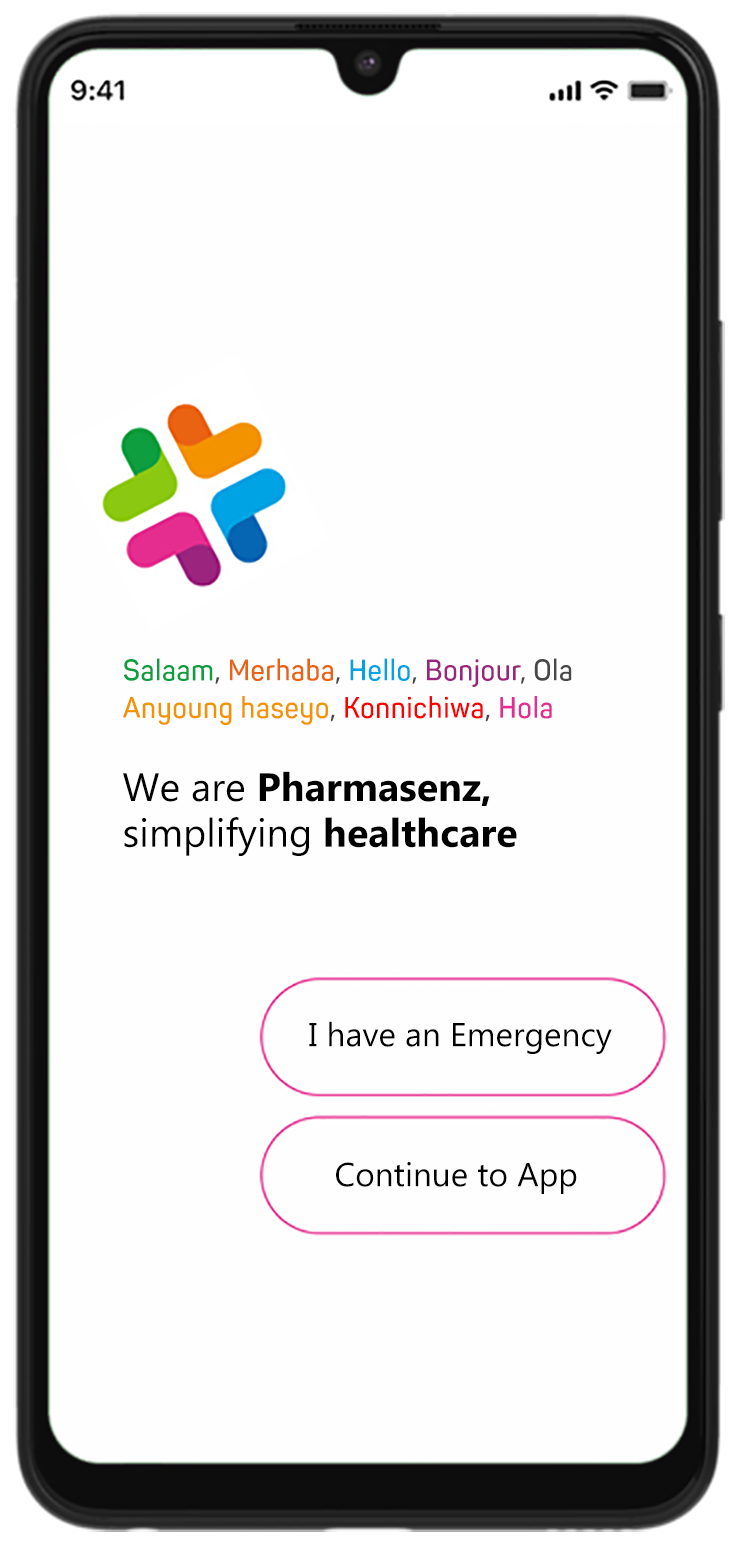 9:41
Salaam, Merhaba, Hello, Bonjour, Ola
Anyoung haseyo, Konnichiwa, Hola
We are Pharmasenz,
simplifying healthcare
I have an Emergency
Continue to App